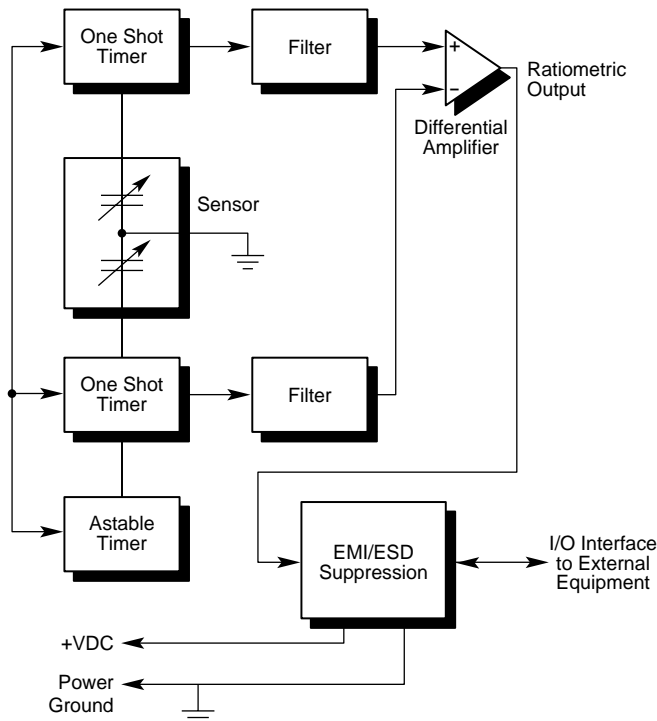 One Shot
Timer
Filter
+
-
Ratiometric
Output
Differential
Amplifier
Sensor
One Shot
Timer
Filter
Astable
Timer
EMI/ESD
Suppression
I/O Interface
to External
Equipment
+VDC
Power
Ground